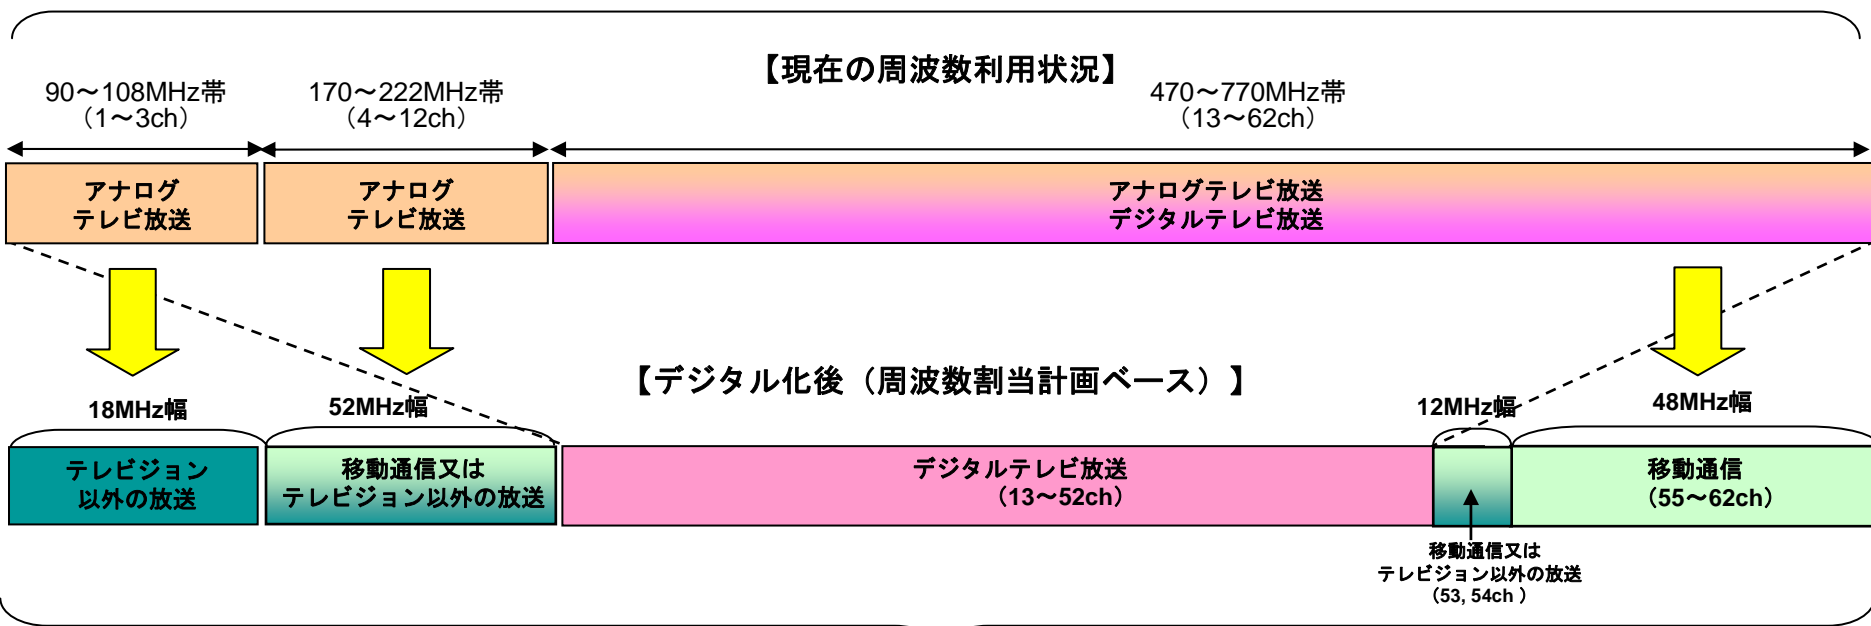 【現在の周波数利用状況】
90～108MHz帯
（1～3ch）
170～222MHz帯
（4～12ch）
470～770MHz帯
（13～62ch）
アナログ
テレビ放送
アナログ
テレビ放送
アナログテレビ放送
デジタルテレビ放送
【デジタル化後（周波数割当計画ベース）】
18MHz幅
52MHz幅
12MHz幅
48MHz幅
テレビジョン
以外の放送
移動通信又は
テレビジョン以外の放送
デジタルテレビ放送
（13～52ch）
移動通信
（55～62ch）
移動通信又は
テレビジョン以外の放送
（53, 54ch ）